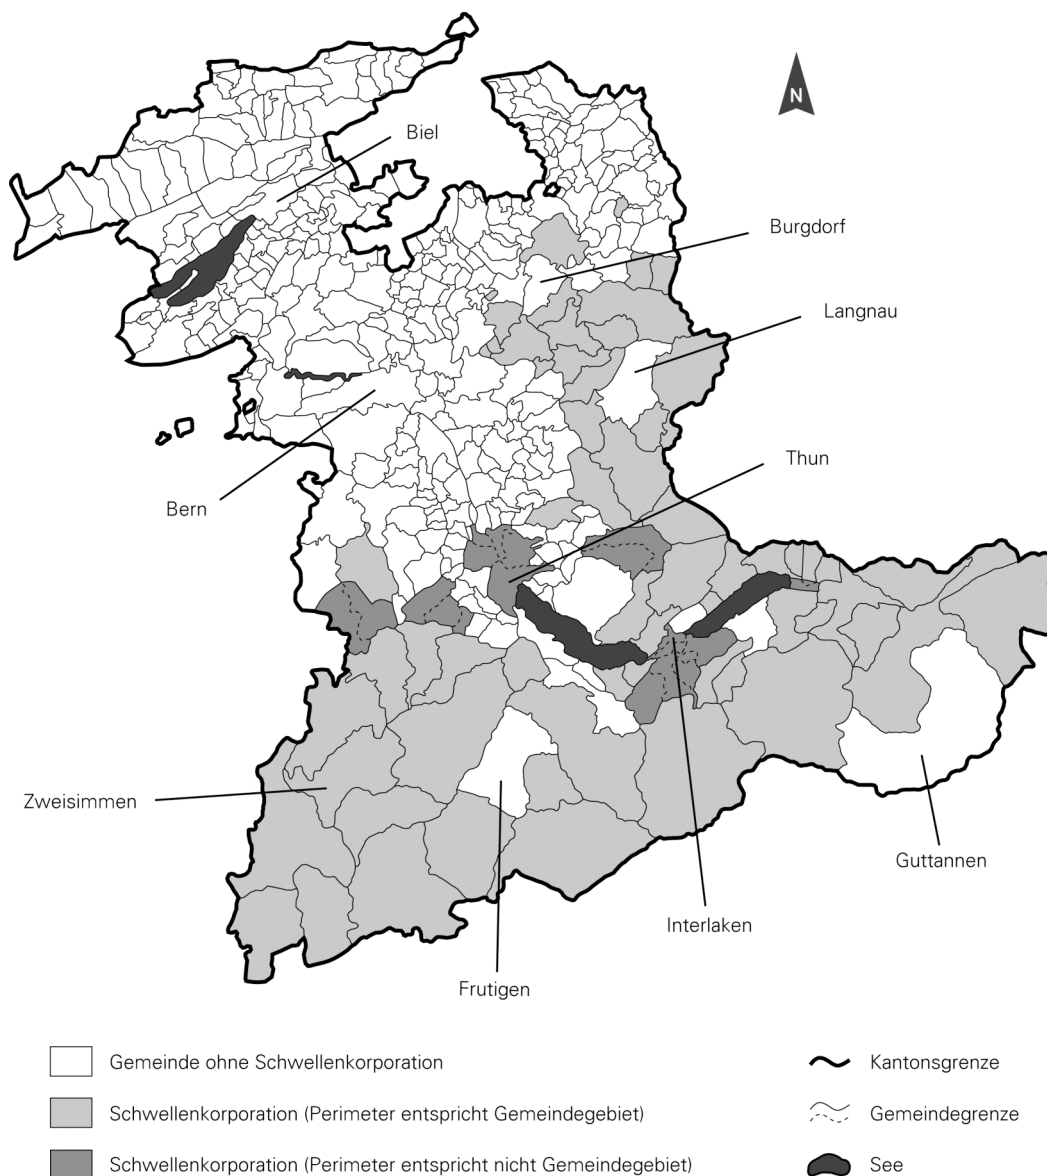 N
Biel
Burgdorf
Langnau
Thun
Bern
Zweisimmen
Guttannen
Interlaken
Frutigen
Gemeinde ohne Schwellenkorporation
Kantonsgrenze
Schwellenkorporation (Perimeter entspricht Gemeindegebiet)
Gemeindegrenze
Schwellenkorporation (Perimeter entspricht nicht Gemeindegebiet)
See